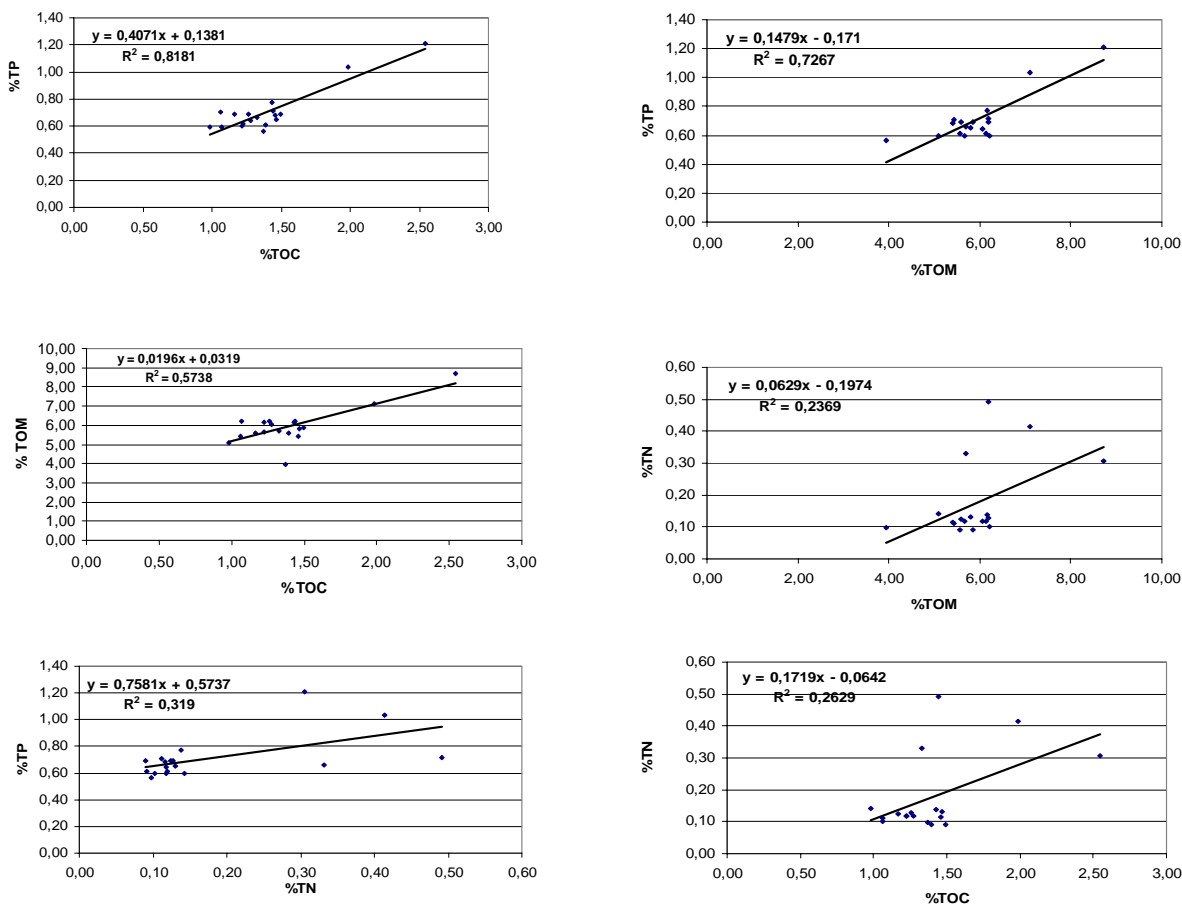 1,40
1,20
1,00
0,80
0,60
0,40
0,20
0,00
%TP
y = 0,4071x + 0,1381
R² = 0,8181
0,00 0,50 1,00 1,50 2,00 2,50 3,00
%TOC
1,40
1,20
1,00
0,80
0,60
0,40
0,20
0,00
%TP
y = 0,1479x - 0,171
R² = 0,7267
0,00 2,00 4,00 6,00 8,00 10,00
%TOM
10,00
9,00
8,00
7,00
6,00
5,00
4,00
3,00
2,00
1,00
0,00
% TOM
y = 0,0196x + 0,0319
R² = 0,5738
0,00 0,50 1,00 1,50 2,00 2,50 3,00
%TOC
0,60
0,50
0,40
0,30
0,20
0,10
0,00
%TN
y = 0,0629x - 0,1974
R² = 0,2369
0,00 2,00 4,00 6,00 8,00 10,00
%TOM
1,40
1,20
1,00
0,80
0,60
0,40
0,20
0,00
%TP
y = 0,7581x + 0,5737
R² = 0,319
0,00 0,10 0,20 0,30 0,40 0,50 0,60
%TN
0,60
0,50
0,40
0,30
0,20
0,10
0,00
%TN
y = 0,1719x - 0,0642
R² = 0,2629
0,00 0,50 1,00 1,50 2,00 2,50 3,00
%TOC